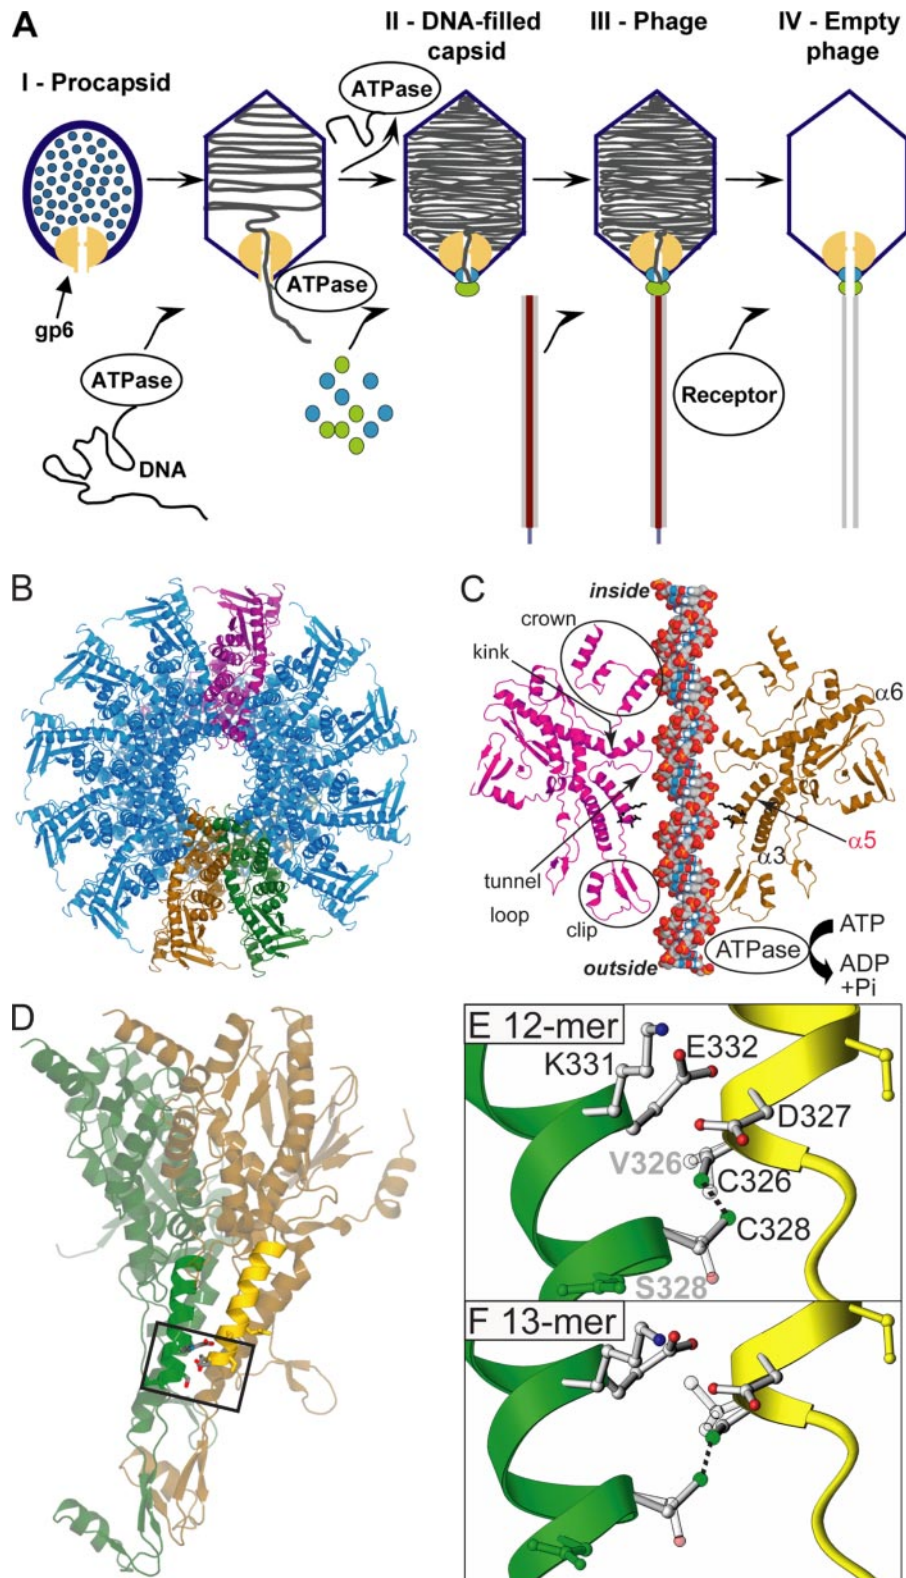 A
I - Procapsid
II - DNA-filled
capsid
III - Phage
IV - Empty
phage
ATPase
ATPase
gp6
ATPase
DNA
Receptor
B
C
inside
crown
kink
α6
α5
α3
tunnel
loop
clip
outside
ATPase
ATP
ADP
+Pi
D
E 12-mer
K331
E332
D327
V326
C326
C328
S328
F 13-mer